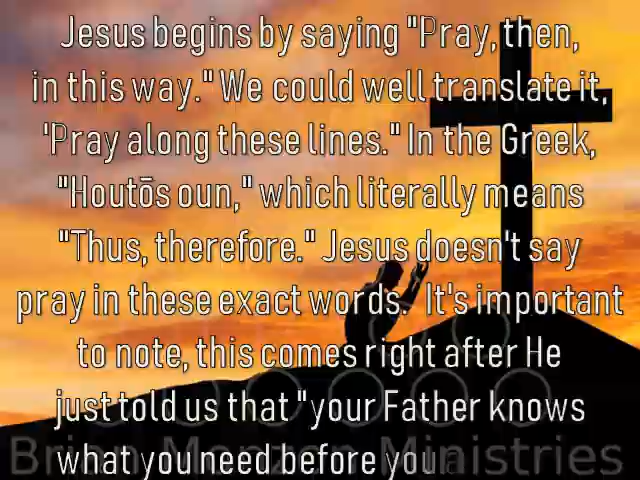 Jesus begins by saying "Pray, then,
in this way." We could well translate it,
'Pray along these lines." In the Greek,
"Houtōs oun," which literally means
"Thus, therefore." Jesus doesn't say
pray in these exact words. It's important
to note, this comes right after He
just told us that "your Father knows
what you need before you
Ministries